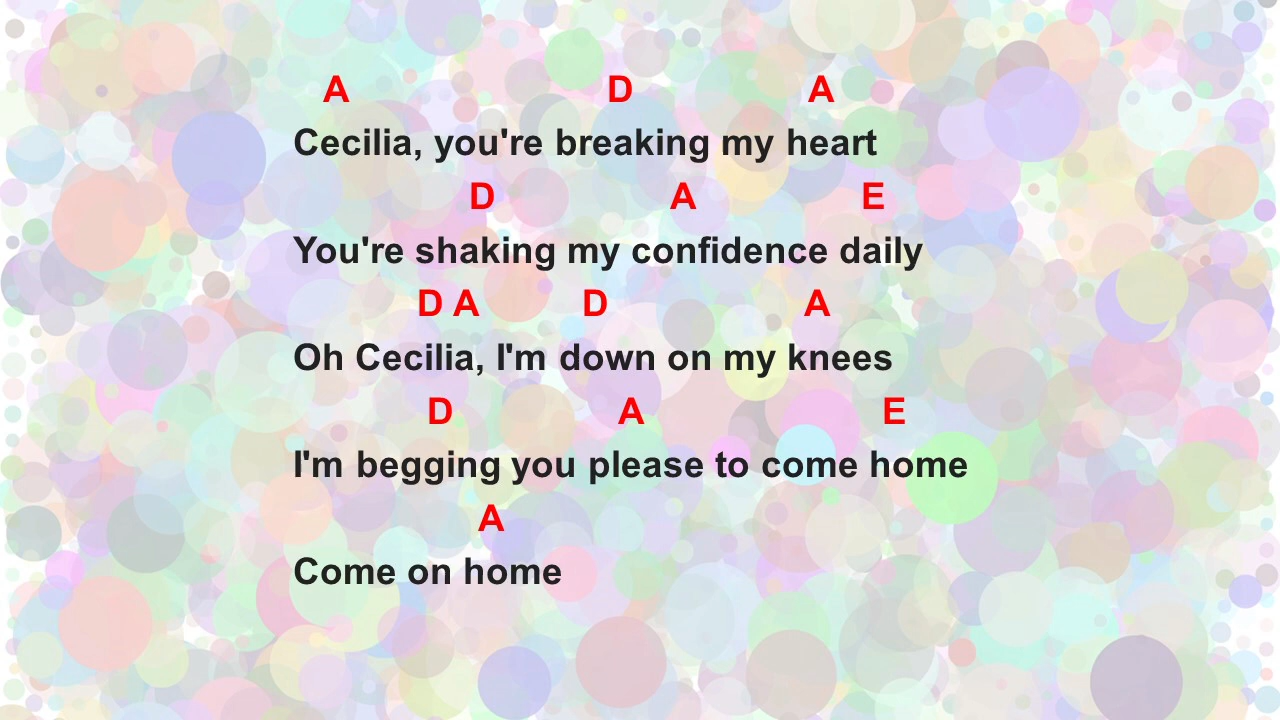 A D A
Cecilia, you're breaking my heart
D A E
You're shaking my confidence daily
D A D A
Oh Cecilia, I'm down on my knees
D A E
I'm begging you please to come home
A
Come on home